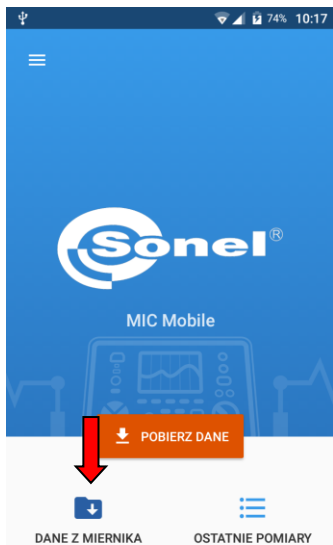 74% 10:17
Sonel®
MIC Mobile
POBIERZ DANE
DANE Z MIERNIKA OSTATNIE POMIARY